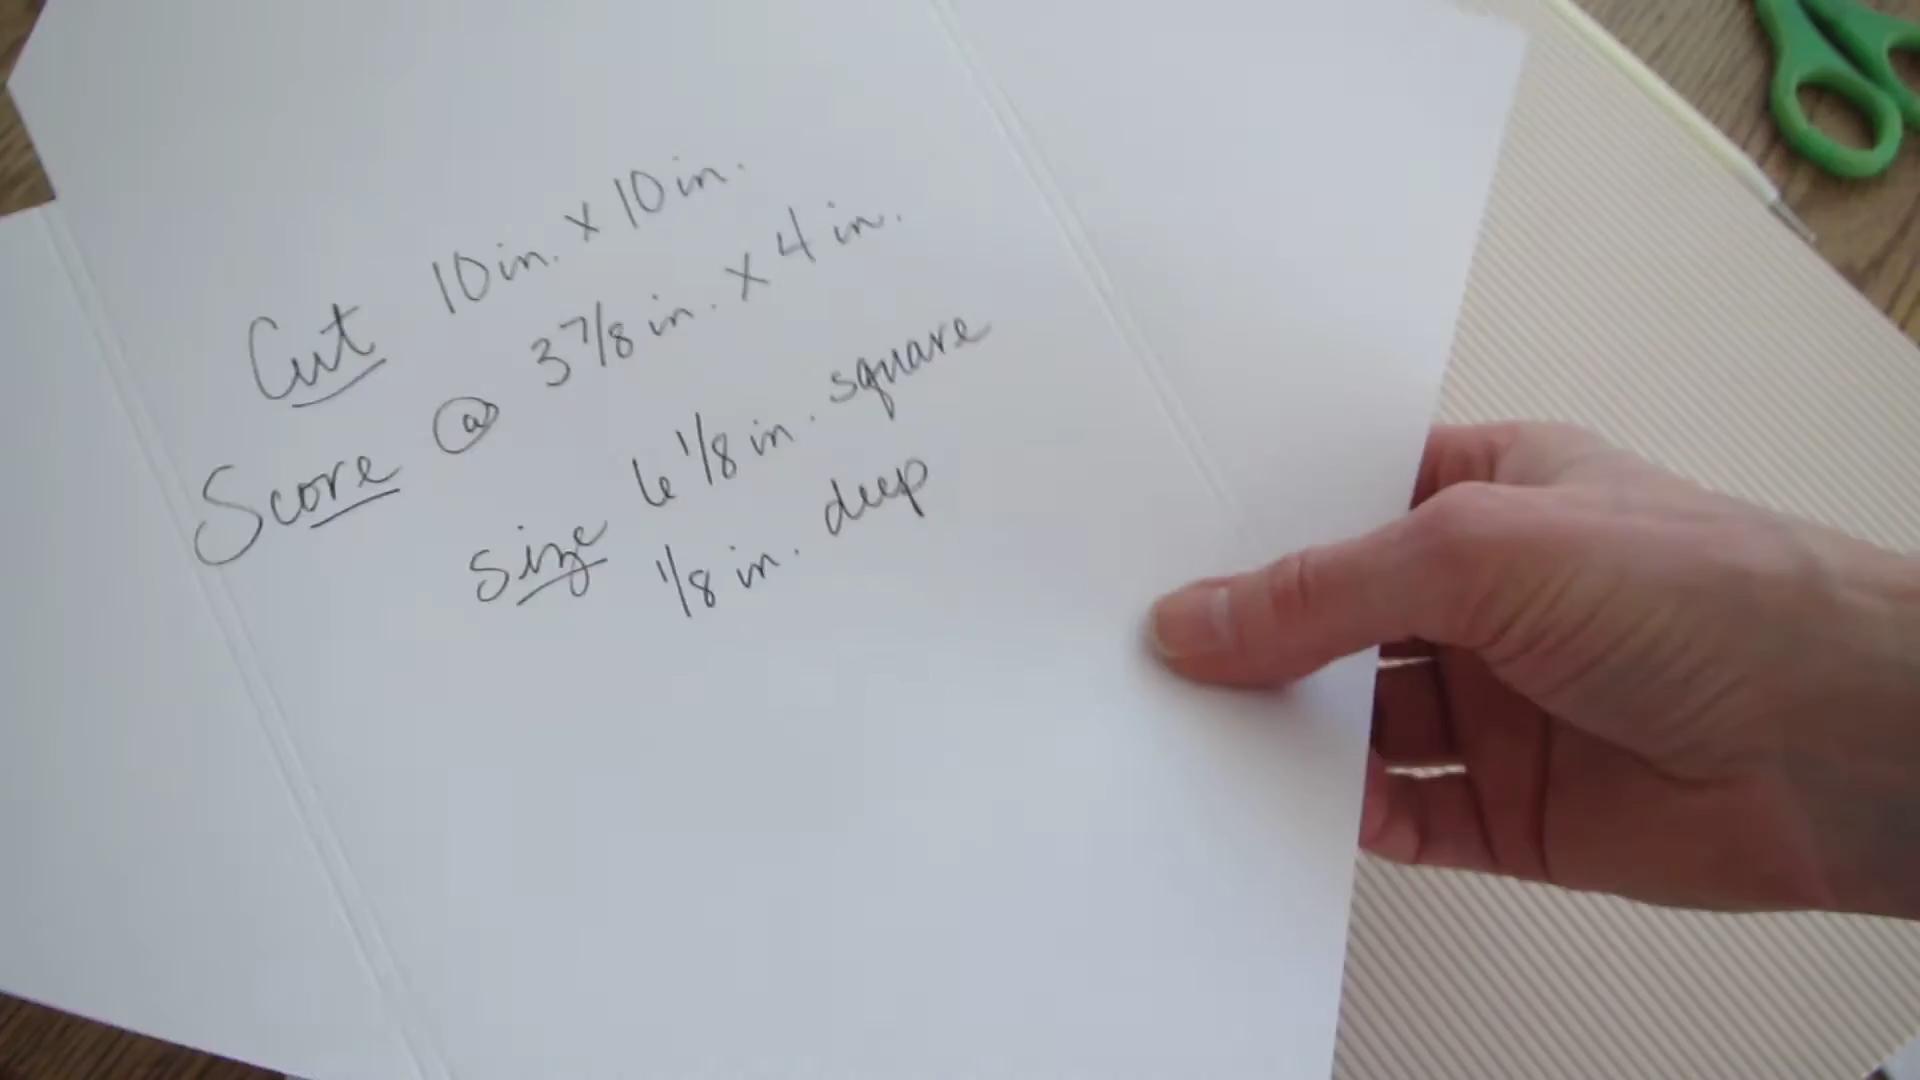 Cut 10 in. x 10 in.
Score @ 3 7/8 in. x 4 in.
Size 6 1/8 in. square
1/8 in. deep